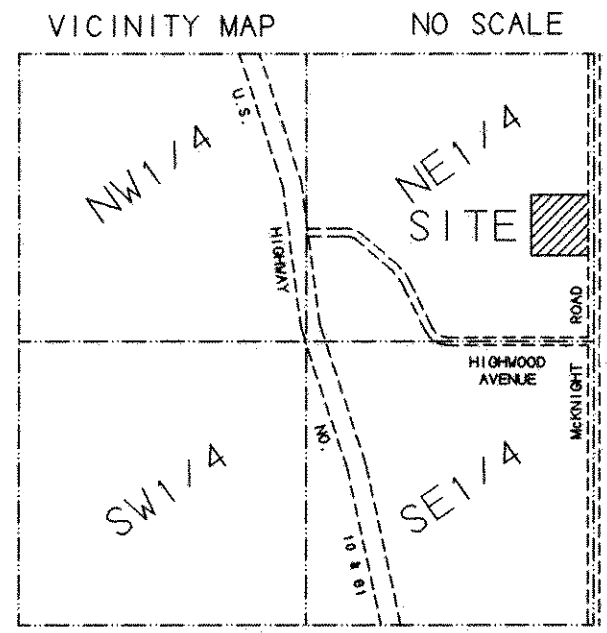 VICINITY MAP
NO SCALE
U.S.
NW1/4
NE1/4
SITE
HIGHWAY
ROAD
HIGHWOOD
AVENUE
McKNIGHT
NO.
SW1/4
SE1/4
10 & 61